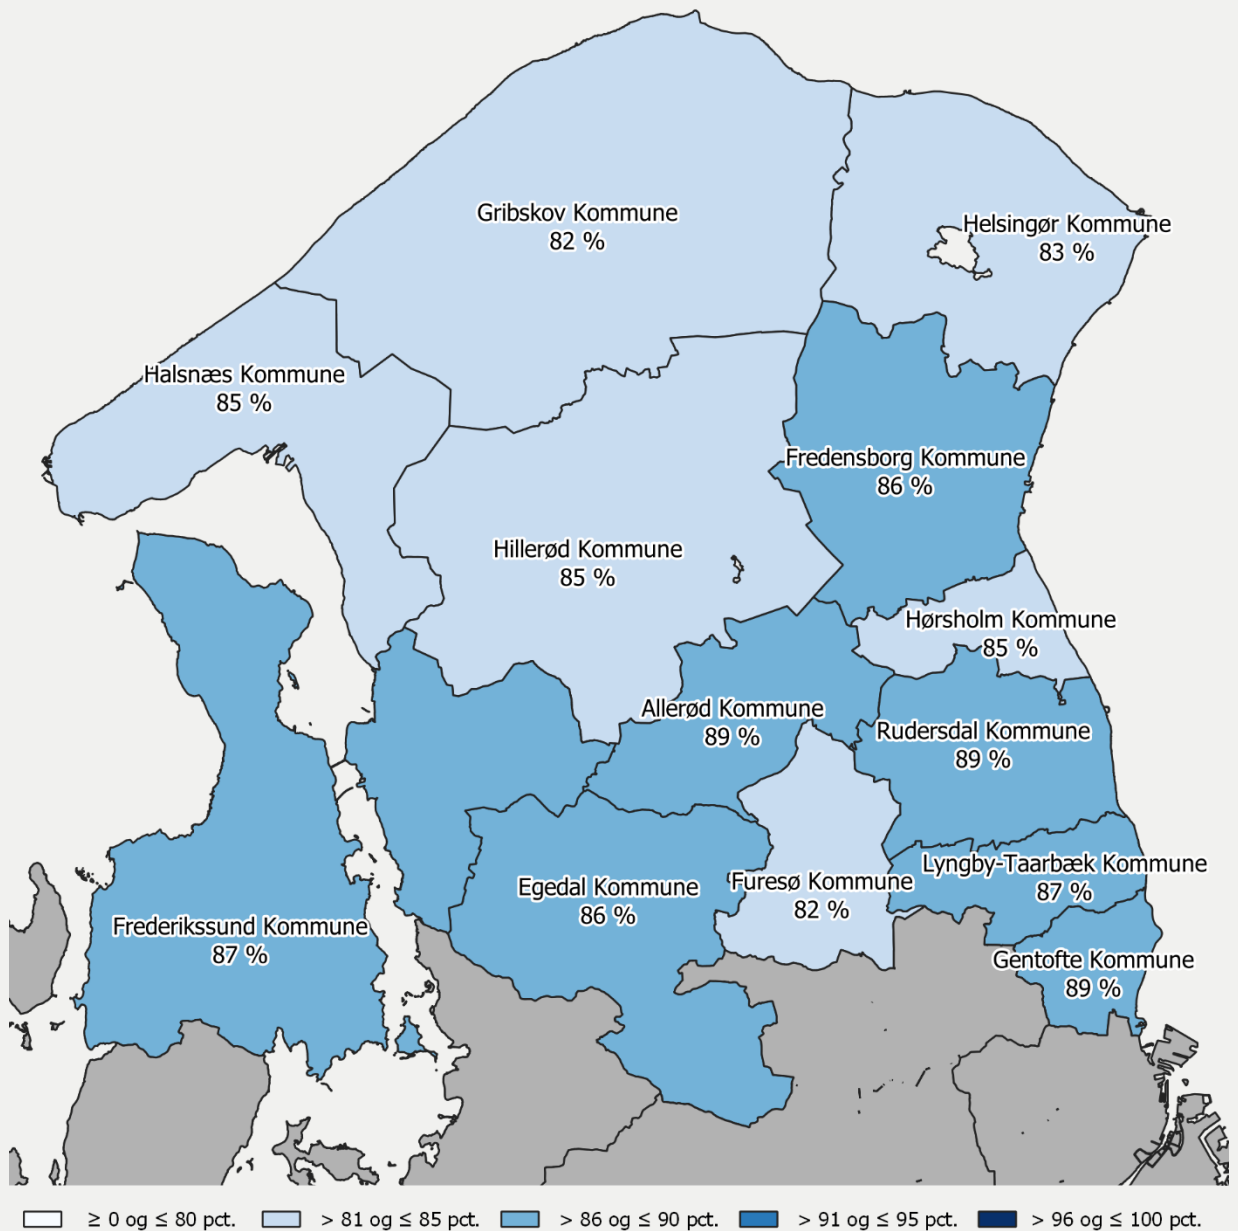 Gribskov Kommune
82 %
Helsingør Kommune
83 %
Halsnæs Kommune
85 %
Fredensborg Kommune
86 %
Hillerød Kommune
85 %
Hørsholm Kommune
85 %
Allerød Kommune
89 %
Rudersdal Kommune
89 %
Lyngby-Taarbæk Kommune
87 %
Egedal Kommune
86 %
Furesø Kommune
82 %
Frederikssund Kommune
87 %
Gentofte Kommune
89 %
≥ 0 og ≤ 80 pct. > 81 og ≤ 85 pct. > 86 og ≤ 90 pct. > 91 og ≤ 95 pct. > 96 og ≤ 100 pct.